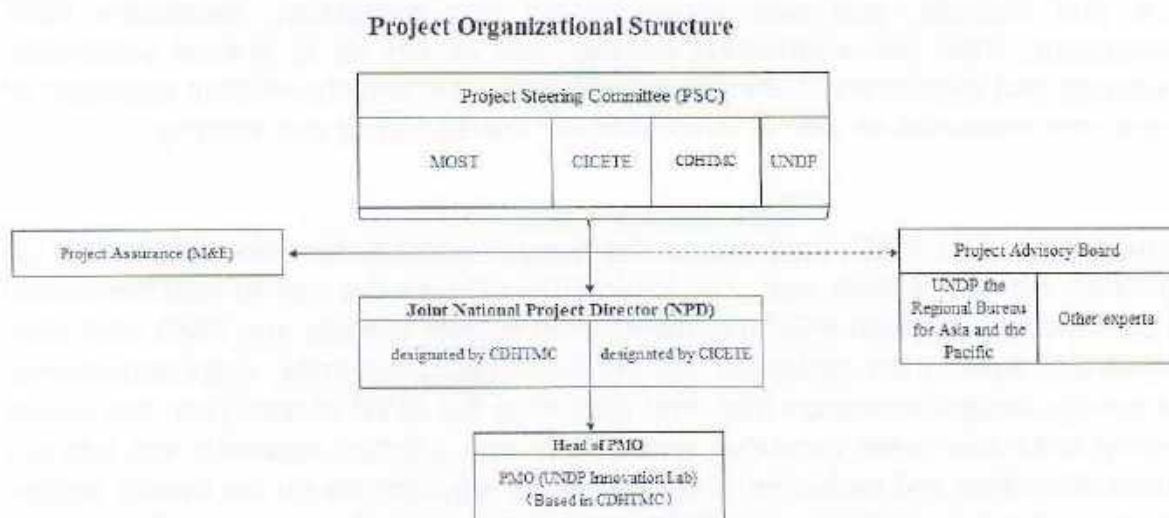 Project Organizational Structure
Project Steering Committee (PSC)
MOST
CICETE
CDHTMC
UNDP
Project Assurance (M&E)
Project Advisory Board
UNDP the
Regional Bureau
for Asia and the
Pacific
Other experts
Joint National Project Director (NPD)
designated by CDHTMC
designated by CICETE
Head of PMO
PMO (UNDP Innovation Lab)
(Based in CDHTMC)